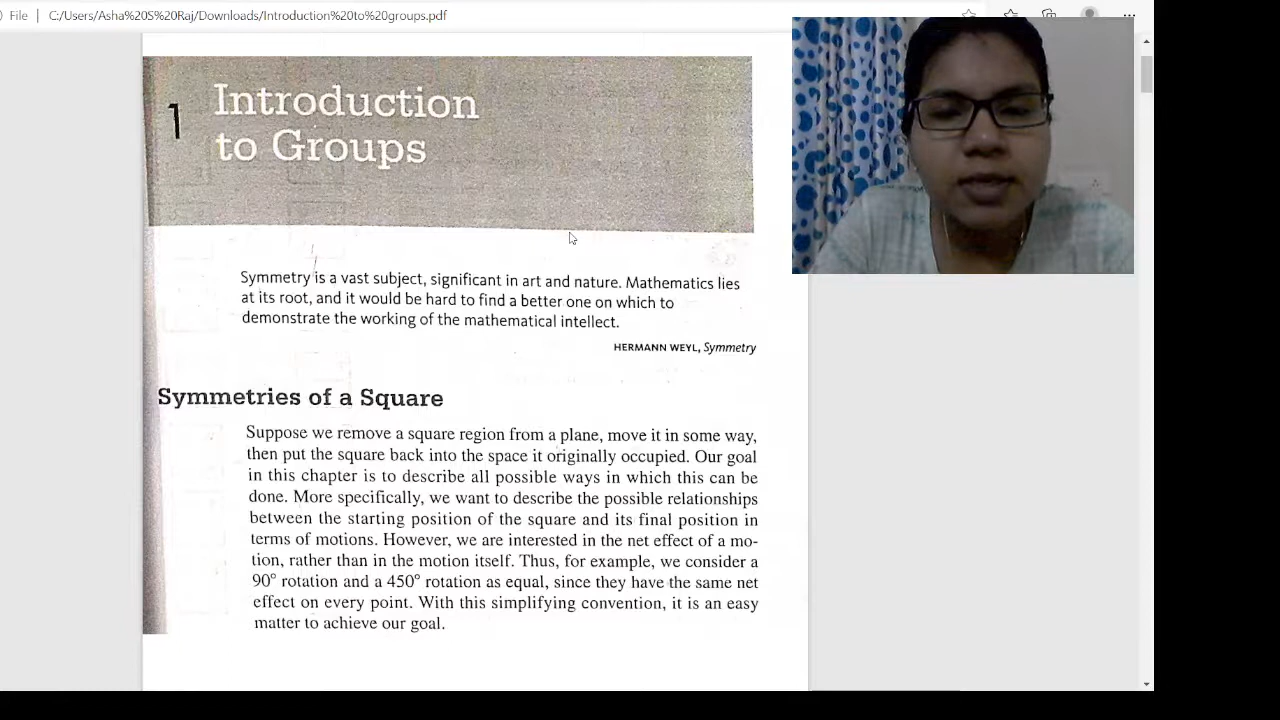 File | C:/Users/Asha%20S%20Raj/Downloads/Introduction%20to%20groups.pdf
1 Introduction
to Groups
Symmetry is a vast subject, significant in art and nature. Mathematics lies
at its root, and it would be hard to find a better one on which to
demonstrate the working of the mathematical intellect.
HERMANN WEYL, Symmetry
Symmetries of a Square
Suppose we remove a square region from a plane, move it in some way,
then put the square back into the space it originally occupied. Our goal
in this chapter is to describe all possible ways in which this can be
done. More specifically, we want to describe the possible relationships
between the starting position of the square and its final position in
terms of motions. However, we are interested in the net effect of a mo-
tion, rather than in the motion itself. Thus, for example, we consider a
90° rotation and a 450° rotation as equal, since they have the same net
effect on every point. With this simplifying convention, it is an easy
matter to achieve our goal.